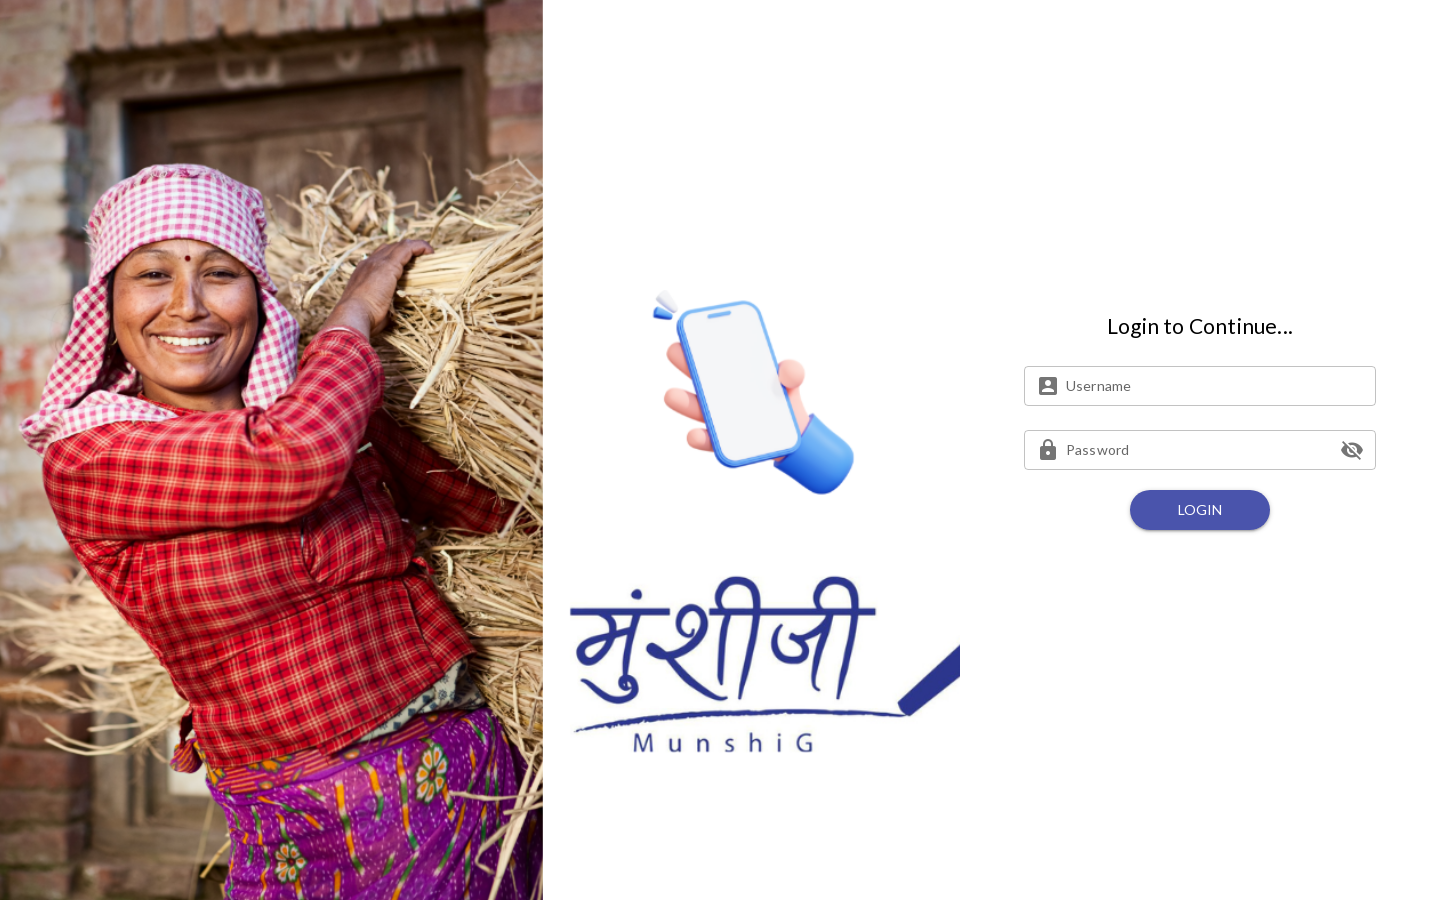 मुंशीजी
MunshiG
Login to Continue...
Username
Password
LOGIN